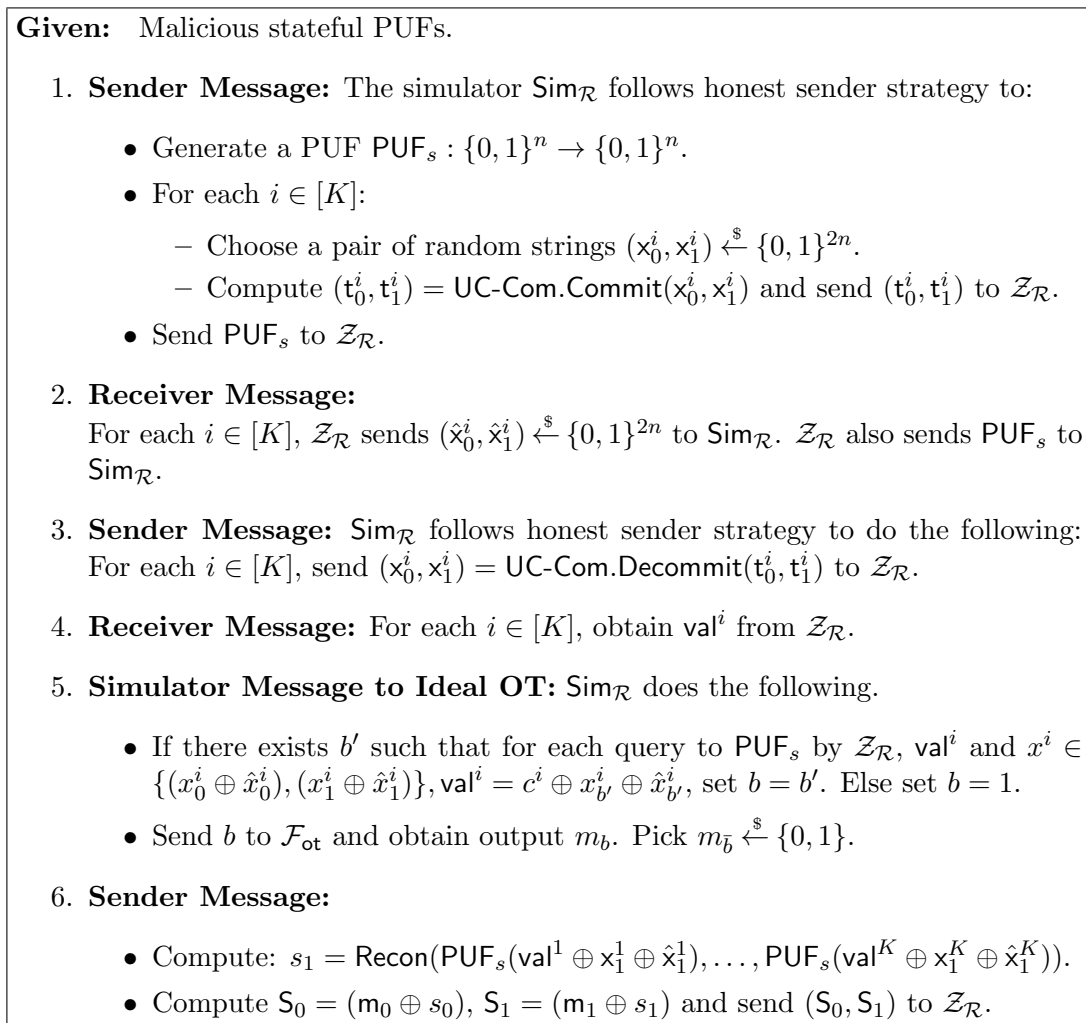 Given: Malicious stateful PUFs.
1. Sender Message: The simulator Sim_R follows honest sender strategy to:
• Generate a PUF PUF_s : {0, 1}^n → {0, 1}^n.
• For each i ∈ [K]:
– Choose a pair of random strings (x_0^i, x_1^i) ←$ {0, 1}^{2n}.
– Compute (t_0^i, t_1^i) = UC-Com.Commit(x_0^i, x_1^i) and send (t_0^i, t_1^i) to Z_R.
• Send PUF_s to Z_R.
2. Receiver Message:
For each i ∈ [K], Z_R sends (x̂_0^i, x̂_1^i) ←$ {0, 1}^{2n} to Sim_R. Z_R also sends PUF_s to
Sim_R.
3. Sender Message: Sim_R follows honest sender strategy to do the following:
For each i ∈ [K], send (x_0^i, x_1^i) = UC-Com.Decommit(t_0^i, t_1^i) to Z_R.
4. Receiver Message: For each i ∈ [K], obtain val^i from Z_R.
5. Simulator Message to Ideal OT: Sim_R does the following.
• If there exists b′ such that for each query to PUF_s by Z_R, val^i and x^i ∈
{(x_0^i ⊕ x̂_0^i), (x_1^i ⊕ x̂_1^i)}, val^i = c^i ⊕ x_{b′}^i ⊕ x̂_{b′}^i, set b = b′. Else set b = 1.
• Send b to F_ot and obtain output m_b. Pick m_b̄ ←$ {0, 1}.
6. Sender Message:
• Compute: s_1 = Recon(PUF_s(val^1 ⊕ x_1^1 ⊕ x̂_1^1), . . . , PUF_s(val^K ⊕ x_1^K ⊕ x̂_1^K)).
• Compute S_0 = (m_0 ⊕ s_0), S_1 = (m_1 ⊕ s_1) and send (S_0, S_1) to Z_R.